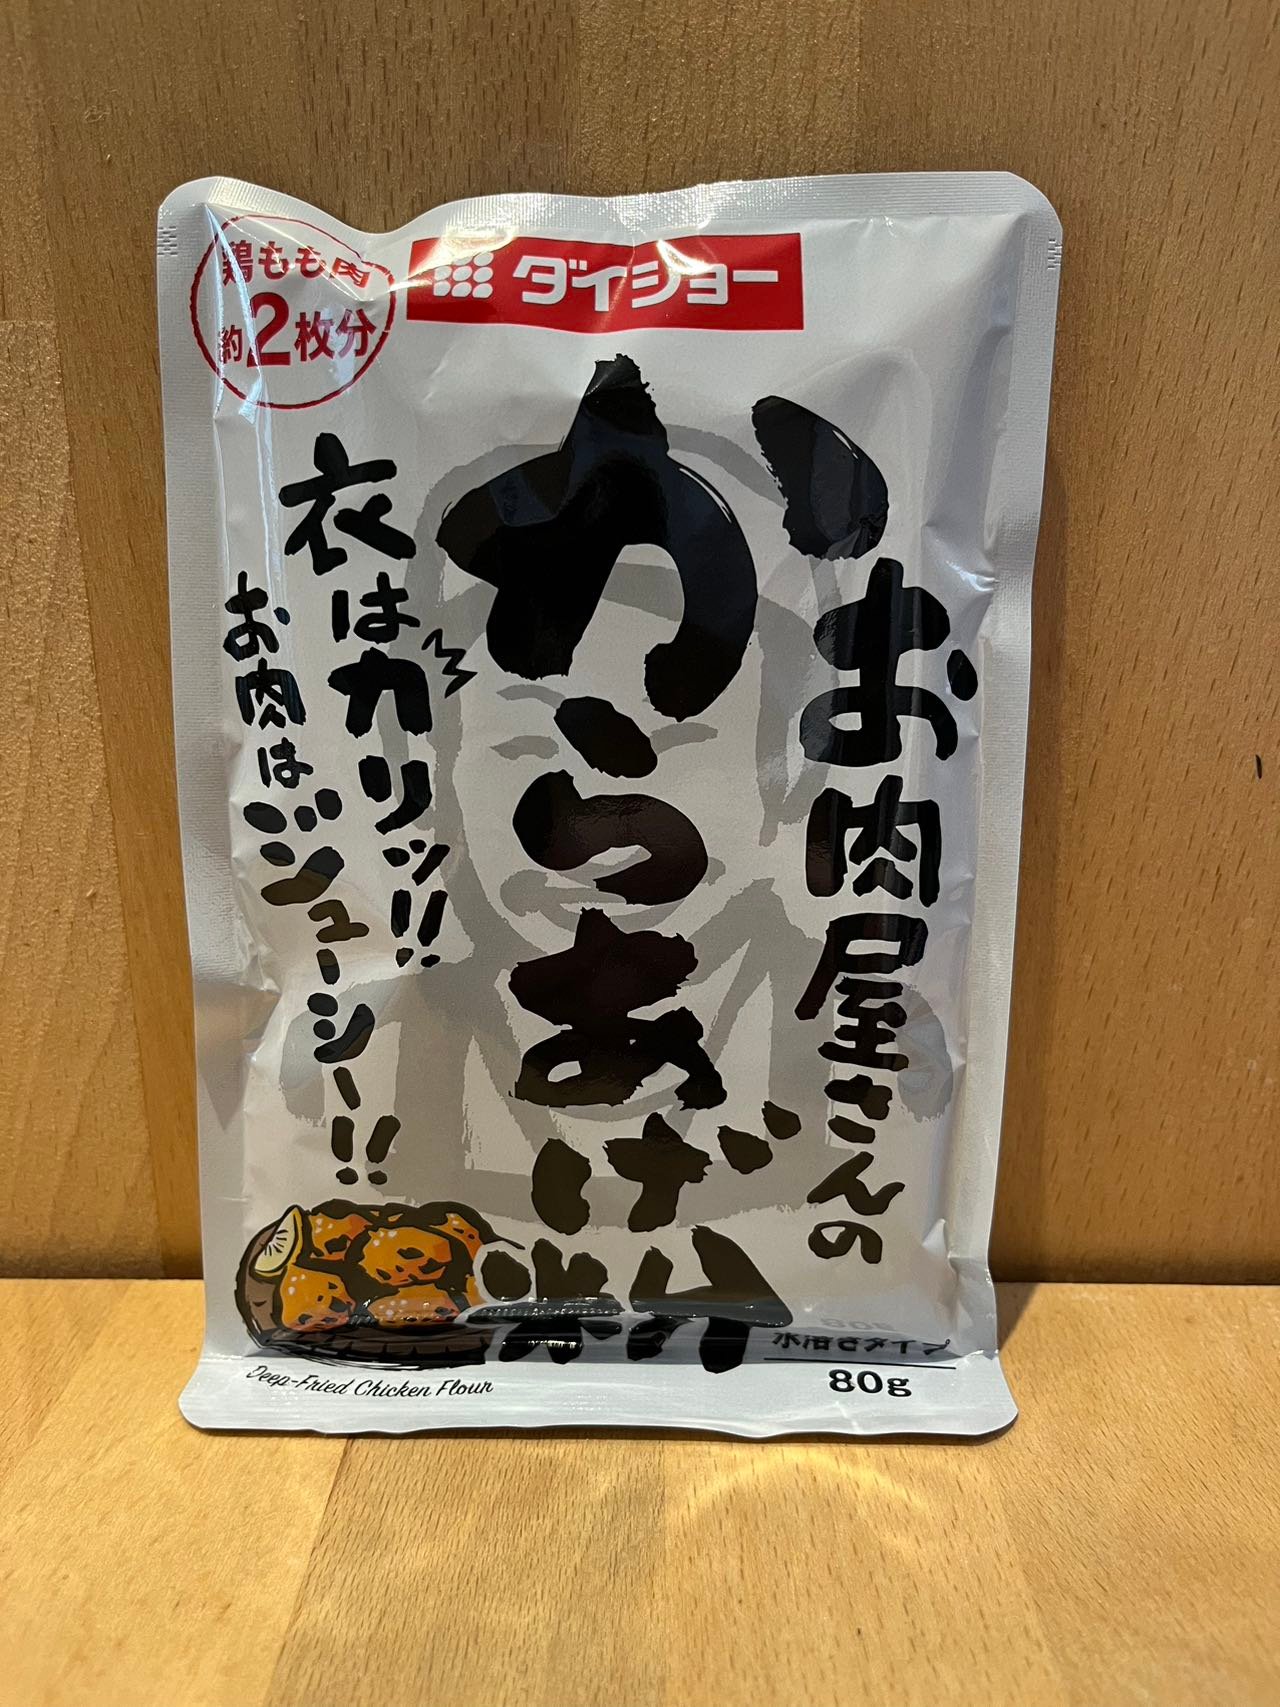 鶏もも肉
約2枚分
ダイショー
お肉屋さんの
からあげ粉
衣はカリッ!!
お肉はジューシー!!
水溶きタイプ
80g
Deep-Fried Chicken Flour